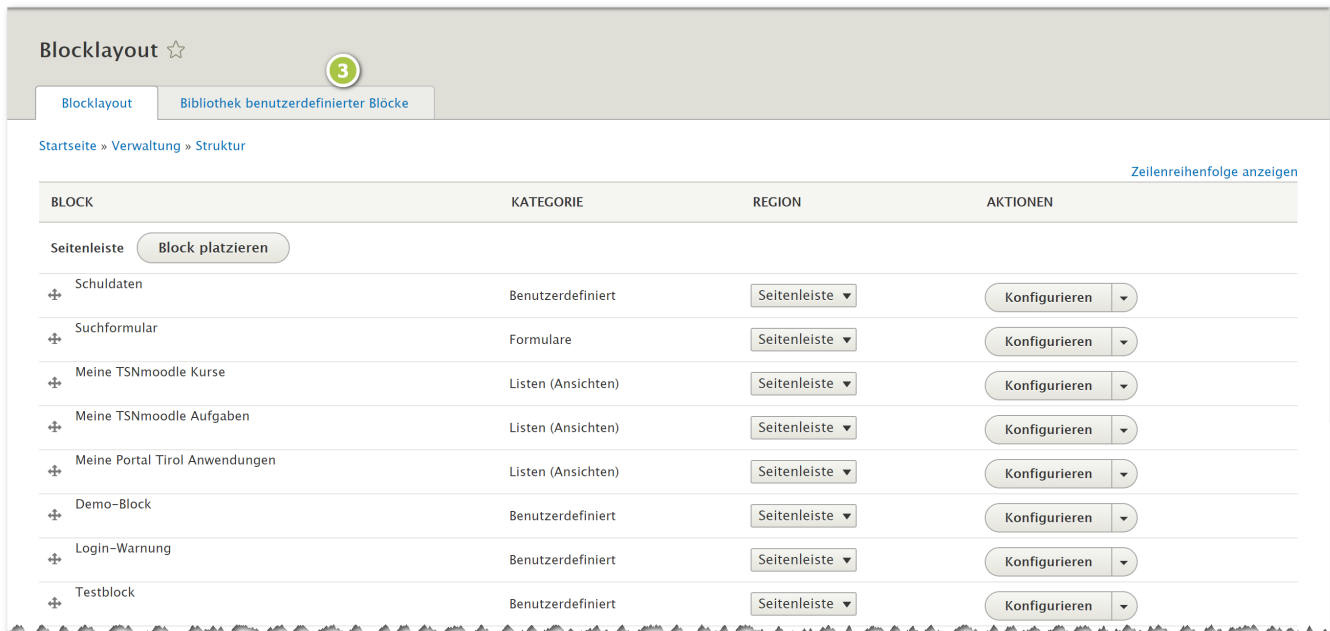 Blocklayout
3
Blocklayout Bibliothek benutzerdefinierter Blöcke
Startseite » Verwaltung » Struktur
Zeilenreihenfolge anzeigen
BLOCK KATEGORIE REGION AKTIONEN
Seitenleiste Block platzieren
Schuldaten Benutzerdefiniert Seitenleiste Konfigurieren
Suchformular Formulare Seitenleiste Konfigurieren
Meine TSNmoodle Kurse Listen (Ansichten) Seitenleiste Konfigurieren
Meine TSNmoodle Aufgaben Listen (Ansichten) Seitenleiste Konfigurieren
Meine Portal Tirol Anwendungen Listen (Ansichten) Seitenleiste Konfigurieren
Demo-Block Benutzerdefiniert Seitenleiste Konfigurieren
Login-Warnung Benutzerdefiniert Seitenleiste Konfigurieren
Testblock Benutzerdefiniert Seitenleiste Konfigurieren